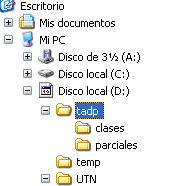 Escritorio
Mis documentos
Mi PC
Disco de 3½ (A:)
Disco local (C:)
Disco local (D:)
tadp
clases
parciales
temp
UTN